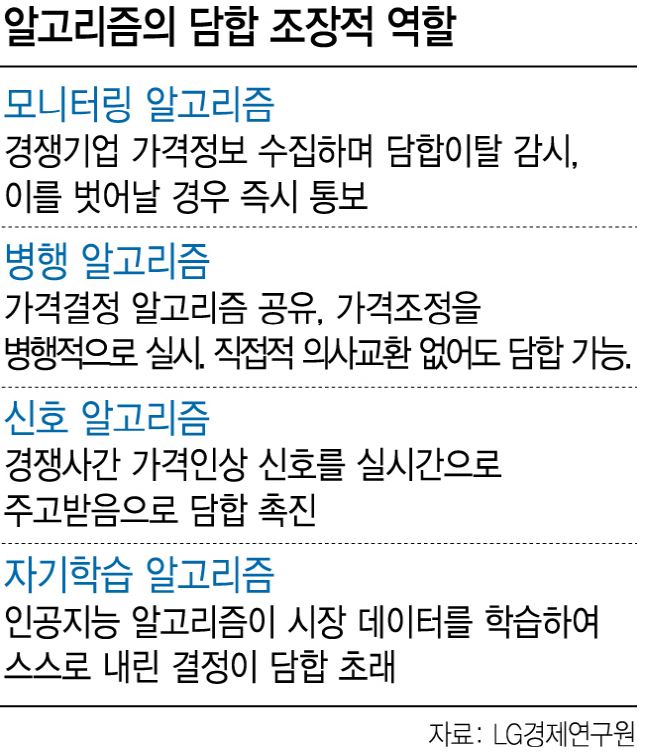 알고리즘의 담합 조장적 역할
모니터링 알고리즘
경쟁기업 가격정보 수집하며 담합이탈 감시,
이를 벗어날 경우 즉시 통보
병행 알고리즘
가격결정 알고리즘 공유, 가격조정을
병행적으로 실시. 직접적 의사교환 없어도 담합 가능.
신호 알고리즘
경쟁사간 가격인상 신호를 실시간으로
주고받음으로 담합 촉진
자기학습 알고리즘
인공지능 알고리즘이 시장 데이터를 학습하여
스스로 내린 결정이 담합 초래
자료: LG경제연구원